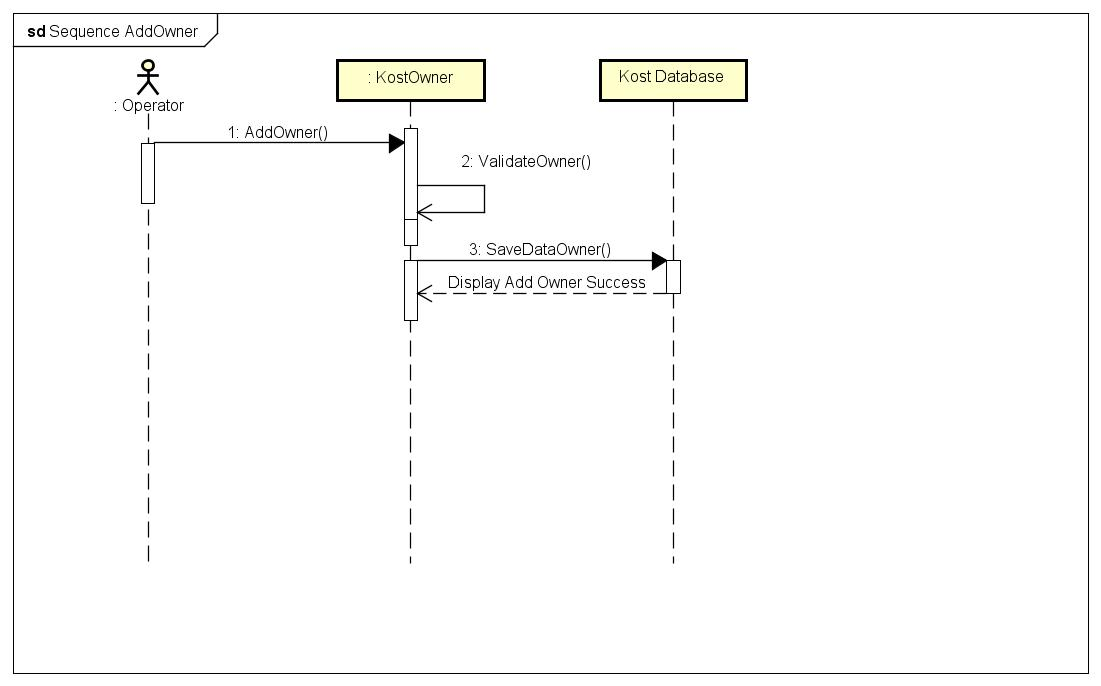 sd Sequence AddOwner
: Operator
: KostOwner
Kost Database
1: AddOwner()
2: ValidateOwner()
3: SaveDataOwner()
Display Add Owner Success